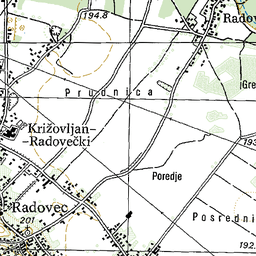 194.8
Radov
Gre
Prudnica
Križovljan-
-Radovečki
193
Poredje
Radovec
201
Posredni
192.